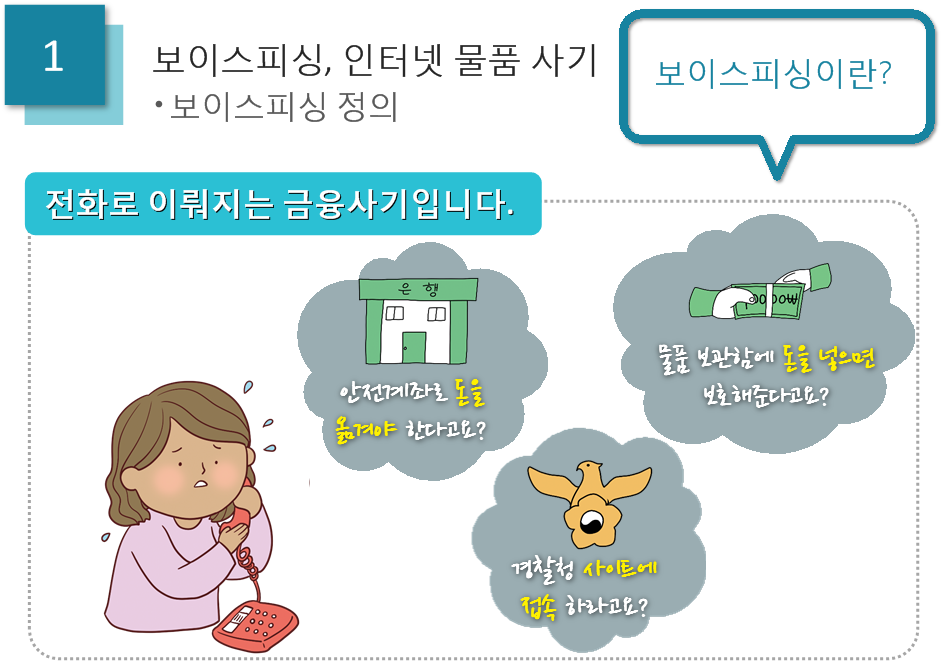 1
보이스피싱, 인터넷 물품 사기
• 보이스피싱 정의
보이스피싱이란?
전화로 이뤄지는 금융사기입니다.
은 행
안전계좌로 돈을
옮겨야 한다고요?
10000₩
물품 보관함에 돈을 넣으면
보호해준다고요?
경찰청 사이트에
접속 하라고요?